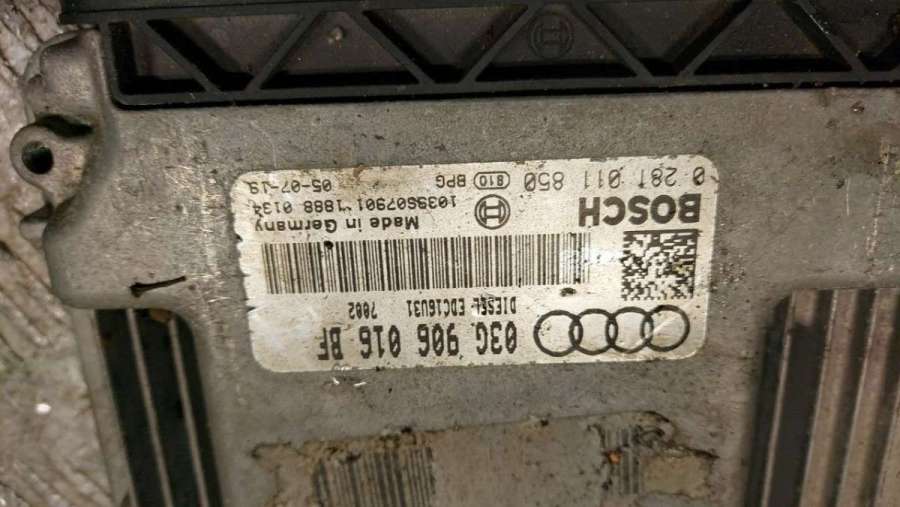 03G 906 016 BF
DIESEL EDC16U31 7002
BOSCH
Made in Germany
1039S07901 1888 0134
0 281 011 850 810 BPG 05-07-19